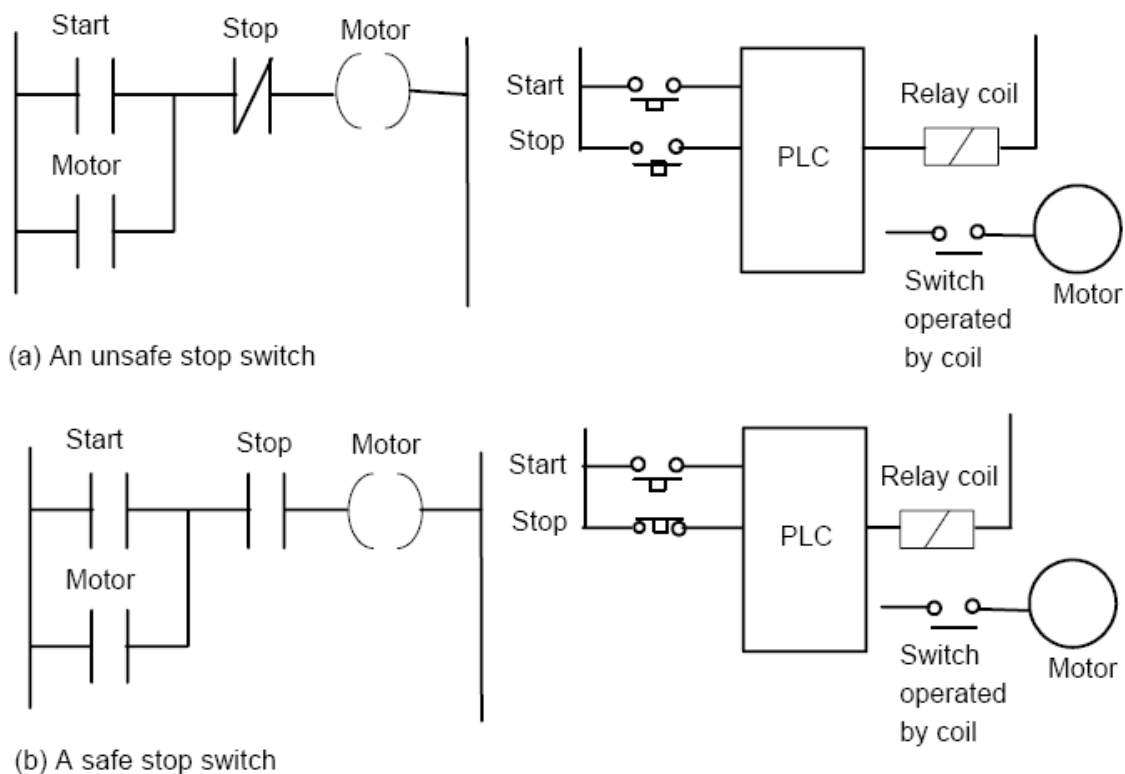 Start
Stop
Motor
Motor
Start
Stop
PLC
Relay coil
Switch
operated
by coil
Motor
(a) An unsafe stop switch
Start
Stop
Motor
Motor
Start
Stop
PLC
Relay coil
Switch
operated
by coil
Motor
(b) A safe stop switch